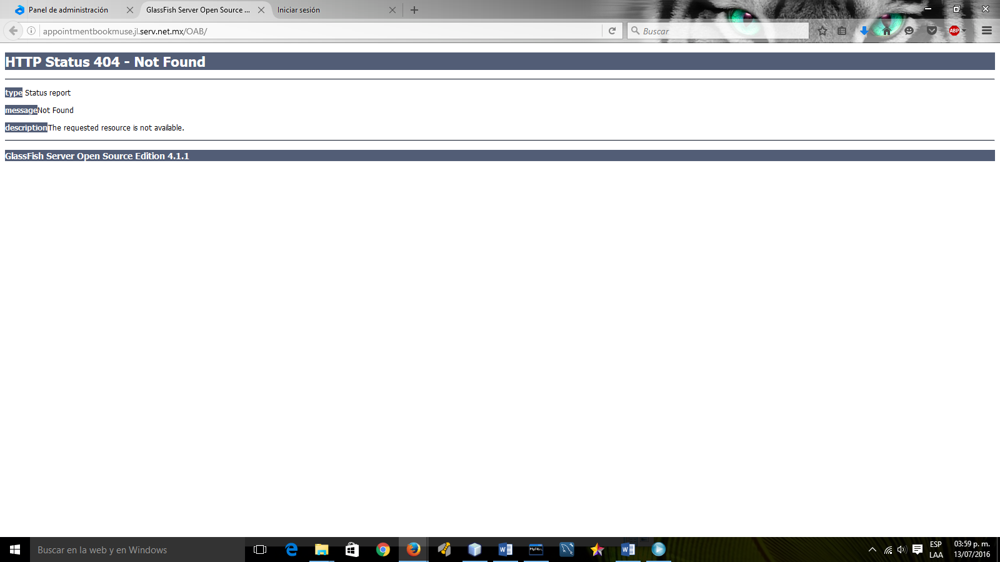 Panel de administración
GlassFish Server Open Source ...
Iniciar sesión
appointmentbookmuse.jl.serv.net.mx/OAB/
Buscar
ABP
HTTP Status 404 - Not Found
type Status report
messageNot Found
descriptionThe requested resource is not available.
GlassFish Server Open Source Edition 4.1.1
Buscar en la web y en Windows
ESP
LAA
03:59 p. m.
13/07/2016